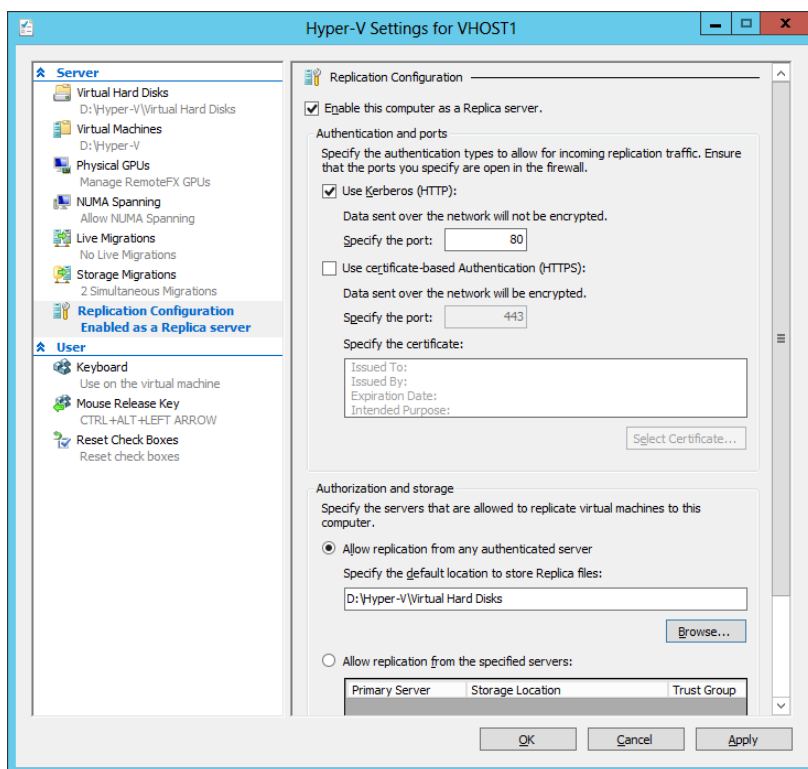 Hyper-V Settings for VHOST1
Server
Virtual Hard Disks
D:\Hyper-V\Virtual Hard Disks
Virtual Machines
D:\Hyper-V
Physical GPUs
Manage RemoteFX GPUs
NUMA Spanning
Allow NUMA Spanning
Live Migrations
No Live Migrations
Storage Migrations
2 Simultaneous Migrations
Replication Configuration
Enabled as a Replica server
User
Keyboard
Use on the virtual machine
Mouse Release Key
CTRL+ALT+LEFT ARROW
Reset Check Boxes
Reset check boxes
Replication Configuration
Enable this computer as a Replica server.
Authentication and ports
Specify the authentication types to allow for incoming replication traffic. Ensure
that the ports you specify are open in the firewall.
Use Kerberos (HTTP):
Data sent over the network will not be encrypted.
Specify the port: 80
Use certificate-based Authentication (HTTPS):
Data sent over the network will be encrypted.
Specify the port: 443
Specify the certificate:
Issued To:
Issued By:
Expiration Date:
Intended Purpose:
Select Certificate...
Authorization and storage
Specify the servers that are allowed to replicate virtual machines to this
computer.
Allow replication from any authenticated server
Specify the default location to store Replica files:
D:\Hyper-V\Virtual Hard Disks
Browse...
Allow replication from the specified servers:
Primary Server Storage Location Trust Group
OK Cancel Apply